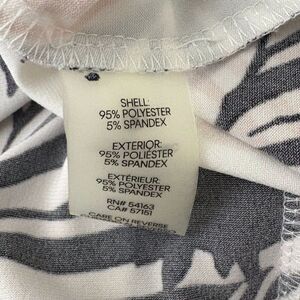 SHELL:
95% POLYESTER
5% SPANDEX
EXTERIOR:
95% POLIÉSTER
5% SPANDEX
EXTÉRIEUR:
95% POLYESTER
5% SPANDEX
RN# 54163
CA# 57151
CARE ON REVERSE